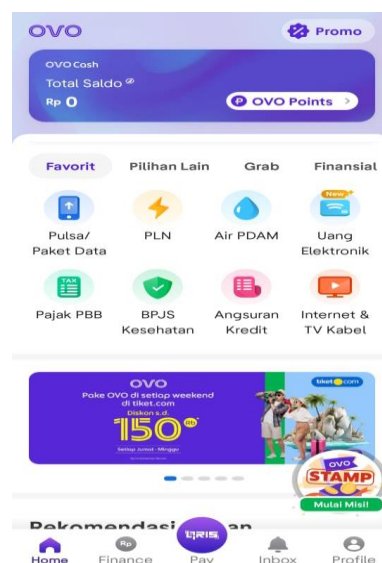 OVO
Promo
OVO Cash
Total Saldo
Rp 0
OVO Points >
Favorit
Pilihan Lain
Grab
Finansial
New
Pulsa/
Paket Data
PLN
Air PDAM
Uang
Elektronik
TAX
Pajak PBB
BPJS
Kesehatan
Angsuran
Kredit
Internet &
TV Kabel
OVO
Pake OVO di setiap weekend
di tiket.com
Diskon s.d.
150 Rb
Setiap Jumat - Minggu
tiket.com
OVO
STAMP
Mulai Misi!
Rp
QRIS
Home
Finance
Pay
Inbox
Profile